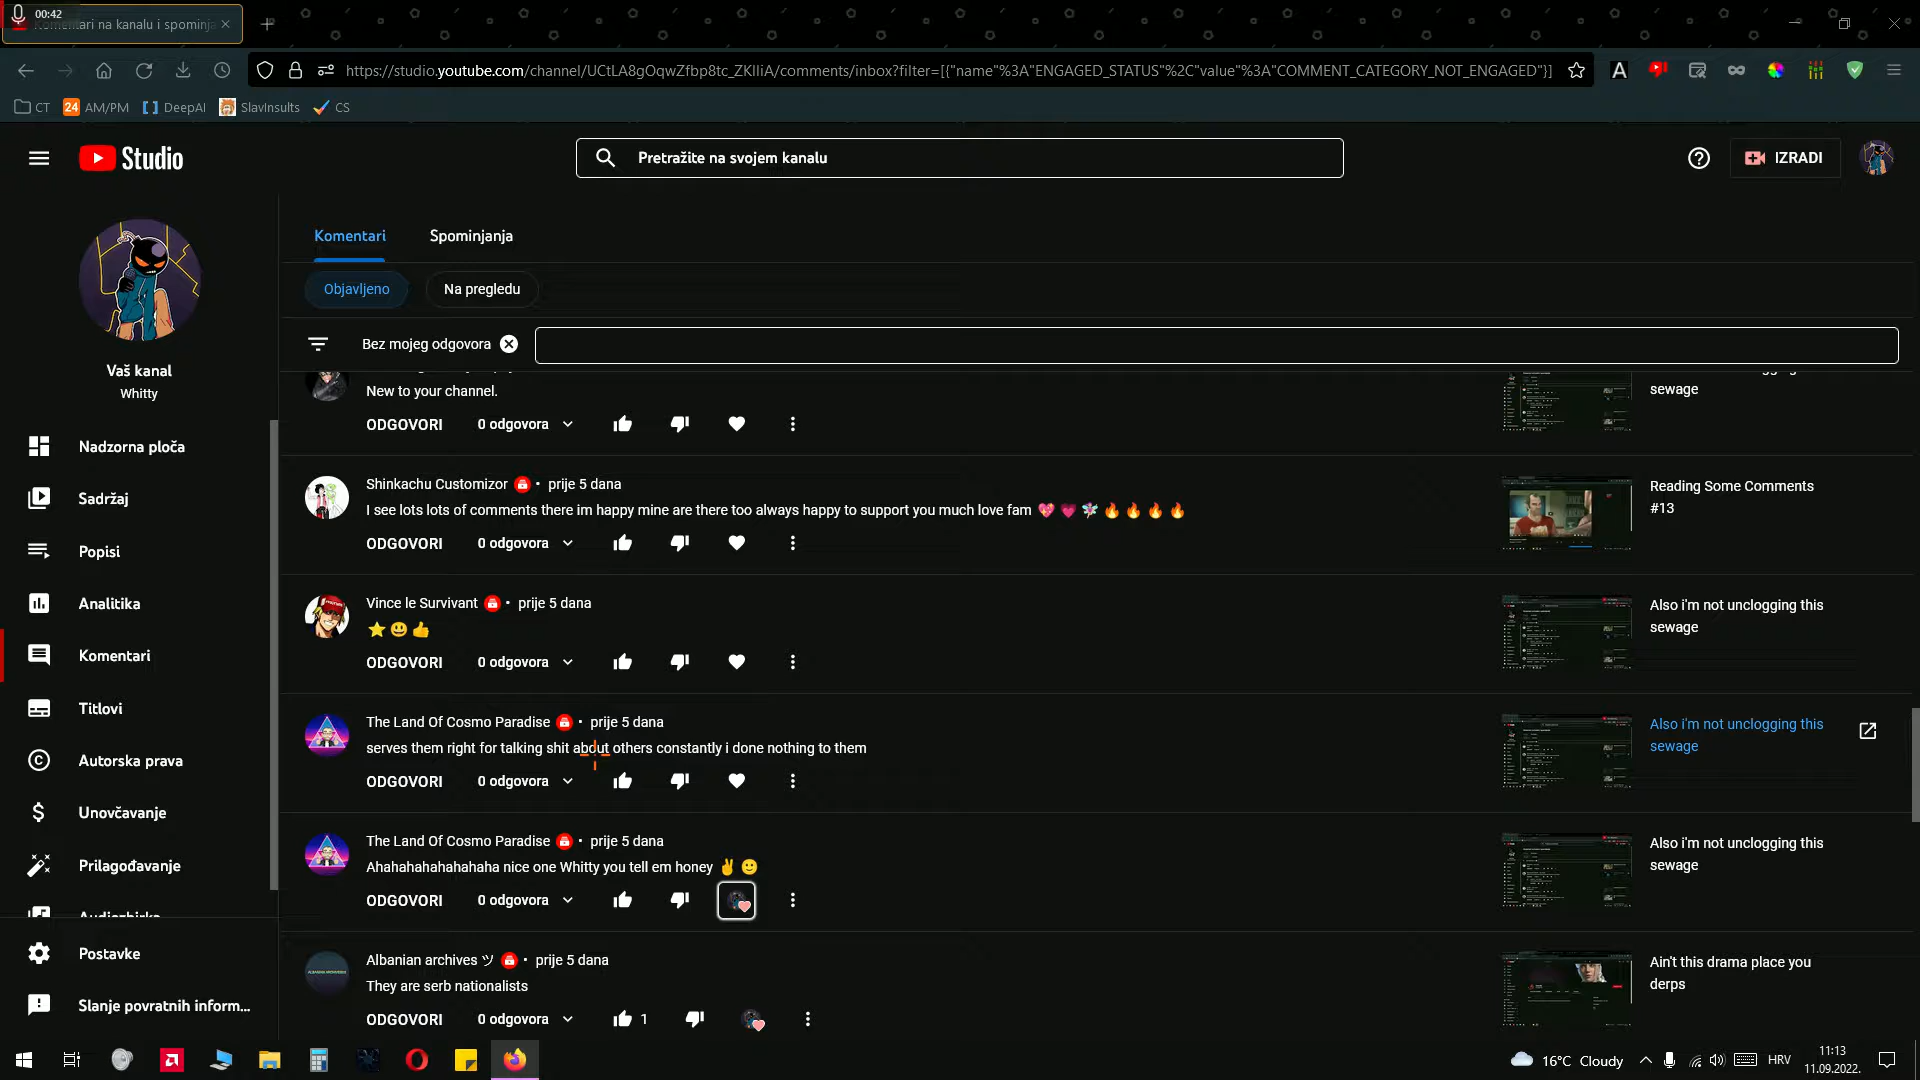 00:42
Komentari na kanalu i spominja
https://studio.youtube.com/channel/UCtLA8gOqwZfbp8tc_ZKlIiA/comments/inbox?filter=[{"name"%3A"ENGAGED_STATUS"%2C"value"%3A"COMMENT_CATEGORY_NOT_ENGAGED"}]
CT
24 AM/PM
DeepAI
SlavInsults
CS
Studio
Pretražite na svojem kanalu
IZRADI
Vaš kanal
Whitty
Nadzorna ploča
Sadržaj
Popisi
Analitika
Komentari
Titlovi
Autorska prava
Unovčavanje
Prilagođavanje
Postavke
Slanje povratnih inform...
Komentari
Spominjanja
Objavljeno
Na pregledu
Bez mojeg odgovora
New to your channel.
sewage
ODGOVORI 0 odgovora
Shinkachu Customizor • prije 5 dana
I see lots lots of comments there im happy mine are there too always happy to support you much love fam 💖 💗 🧚 🔥 🔥 🔥 🔥
ODGOVORI 0 odgovora
Reading Some Comments
#13
Vince le Survivant • prije 5 dana
⭐ 😃 👍
ODGOVORI 0 odgovora
Also i'm not unclogging this
sewage
The Land Of Cosmo Paradise • prije 5 dana
serves them right for talking shit about others constantly i done nothing to them
ODGOVORI 0 odgovora
Also i'm not unclogging this
sewage
The Land Of Cosmo Paradise • prije 5 dana
Ahahahahahahaha nice one Whitty you tell em honey ✌ 🙂
ODGOVORI 0 odgovora
Also i'm not unclogging this
sewage
Albanian archives ツ • prije 5 dana
They are serb nationalists
ODGOVORI 0 odgovora 1
Ain't this drama place you
derps
16°C Cloudy
HRV
11:13
11.09.2022.